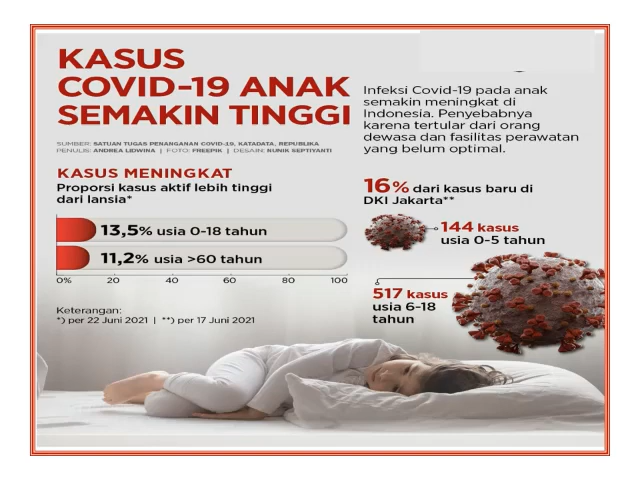 KASUS
COVID-19 ANAK
SEMAKIN TINGGI
SUMBER: SATUAN TUGAS PENANGANAN COVID-19, KATADATA, REPUBLIKA
PENULIS: ANDREA LIDWINA | FOTO: FREEPIK | DESAIN: NUNIK SEPTIYANTI
Infeksi Covid-19 pada anak
semakin meningkat di
Indonesia. Penyebabnya
karena tertular dari orang
dewasa dan fasilitas perawatan
yang belum optimal.
KASUS MENINGKAT
Proporsi kasus aktif lebih tinggi
dari lansia*
13,5% usia 0-18 tahun
11,2% usia >60 tahun
0% 20 40 60 80 100
Keterangan:
*) per 22 Juni 2021 | **) per 17 Juni 2021
16% dari kasus baru di
DKI Jakarta**
144 kasus
usia 0-5 tahun
517 kasus
usia 6-18
tahun